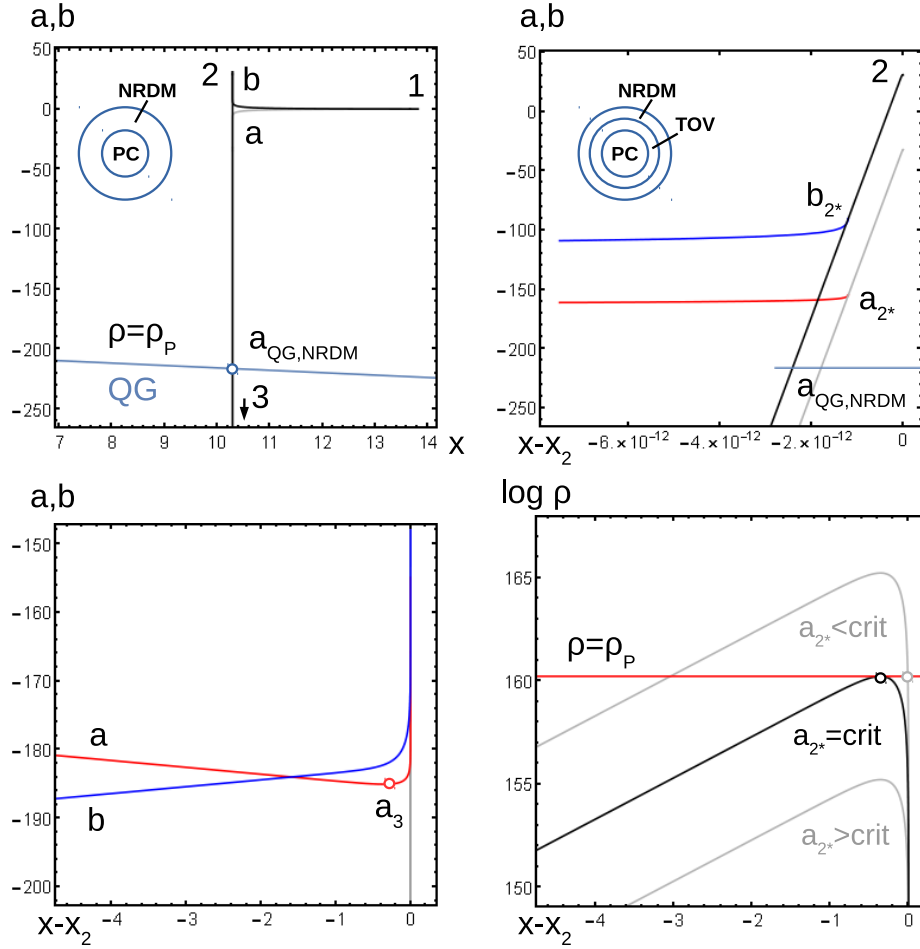 a,b
50
0
-50
-100
-150
-200
-250
2
b
1
a
NRDM
PC
ρ=ρP
QG
aQG,NRDM
3
7 8 9 10 11 12 13 14
x
a,b
50
0
-50
-100
-150
-200
-250
2
NRDM
TOV
PC
b2*
a2*
aQG,NRDM
x-x2
-6.×10-12 -4.×10-12 -2.×10-12 0
a,b
-150
-160
-170
-180
-190
-200
a
b
a3
x-x2
-4 -3 -2 -1 0
log ρ
165
160
155
150
a2*<crit
ρ=ρP
a2*=crit
a2*>crit
x-x2
-4 -3 -2 -1 0